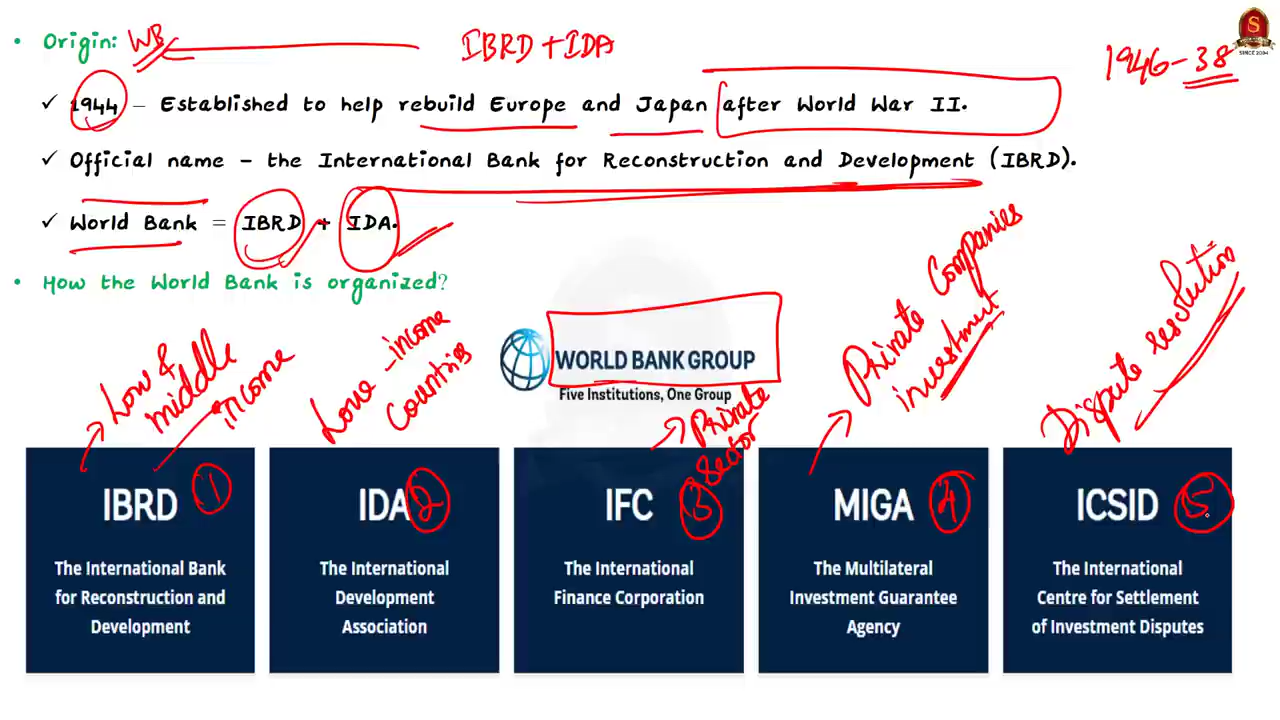 • Origin: WB
IBRD + IDA
S
SINCE 2004
1946 - 38
✓ 1944 – Established to help rebuild Europe and Japan after World War II.
✓ Official name – the International Bank for Reconstruction and Development (IBRD).
✓ World Bank = IBRD + IDA.
• How the World Bank is organized?
Low & middle income
Low-income countries
WORLD BANK GROUP
Five Institutions, One Group
Private Sector
Private Companies investment
Dispute resolution
IBRD 1
The International Bank
for Reconstruction and
Development
IDA 2
The International
Development
Association
IFC 3
The International
Finance Corporation
MIGA 4
The Multilateral
Investment Guarantee
Agency
ICSID 5
The International
Centre for Settlement
of Investment Disputes